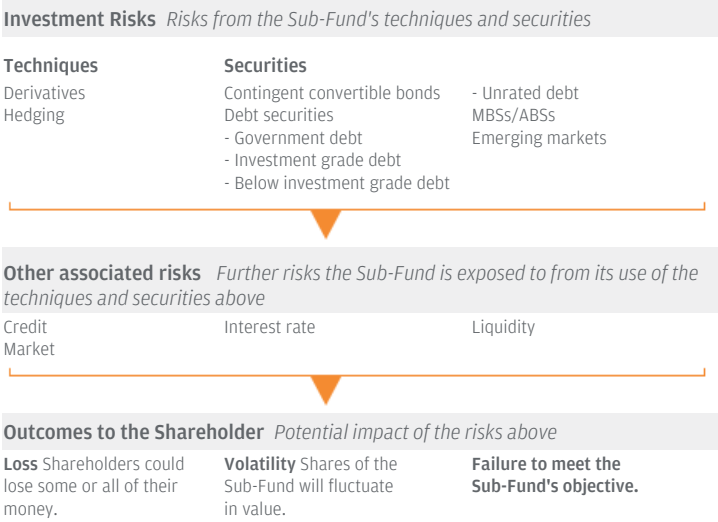 Investment Risks Risks from the Sub-Fund's techniques and securities
Techniques
Derivatives
Hedging
Securities
Contingent convertible bonds
Debt securities
- Government debt
- Investment grade debt
- Below investment grade debt
- Unrated debt
MBSs/ABSs
Emerging markets
Other associated risks Further risks the Sub-Fund is exposed to from its use of the
techniques and securities above
Credit
Market
Interest rate
Liquidity
Outcomes to the Shareholder Potential impact of the risks above
Loss Shareholders could
lose some or all of their
money.
Volatility Shares of the
Sub-Fund will fluctuate
in value.
Failure to meet the
Sub-Fund's objective.